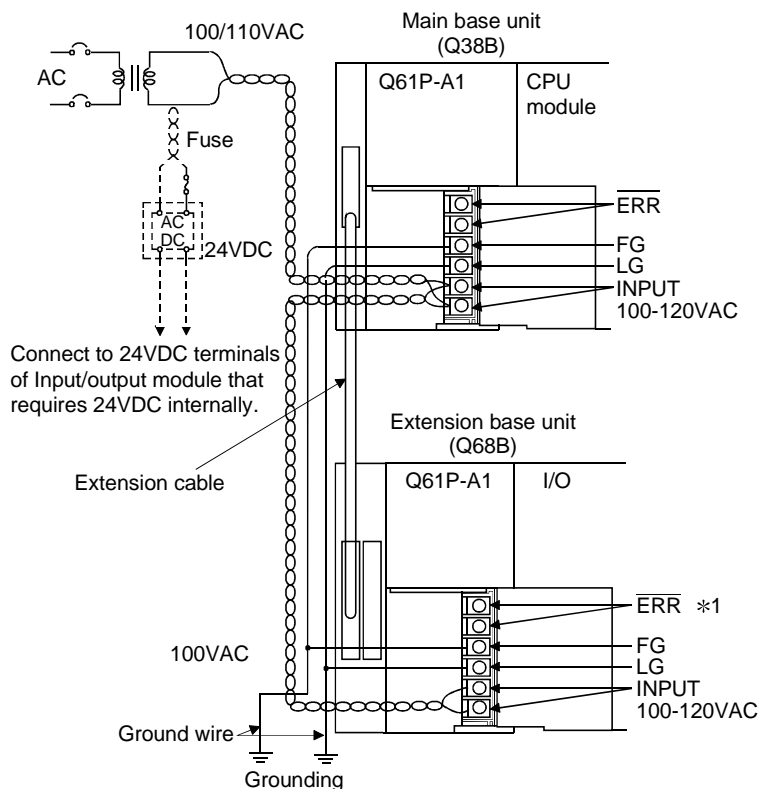 100/110VAC
Main base unit
(Q38B)
AC
Q61P-A1
CPU
module
Fuse
ERR
AC
DC
24VDC
FG
LG
INPUT
100-120VAC
Connect to 24VDC terminals
of Input/output module that
requires 24VDC internally.
Extension base unit
(Q68B)
Extension cable
Q61P-A1
I/O
ERR *1
100VAC
FG
LG
INPUT
100-120VAC
Ground wire
Grounding